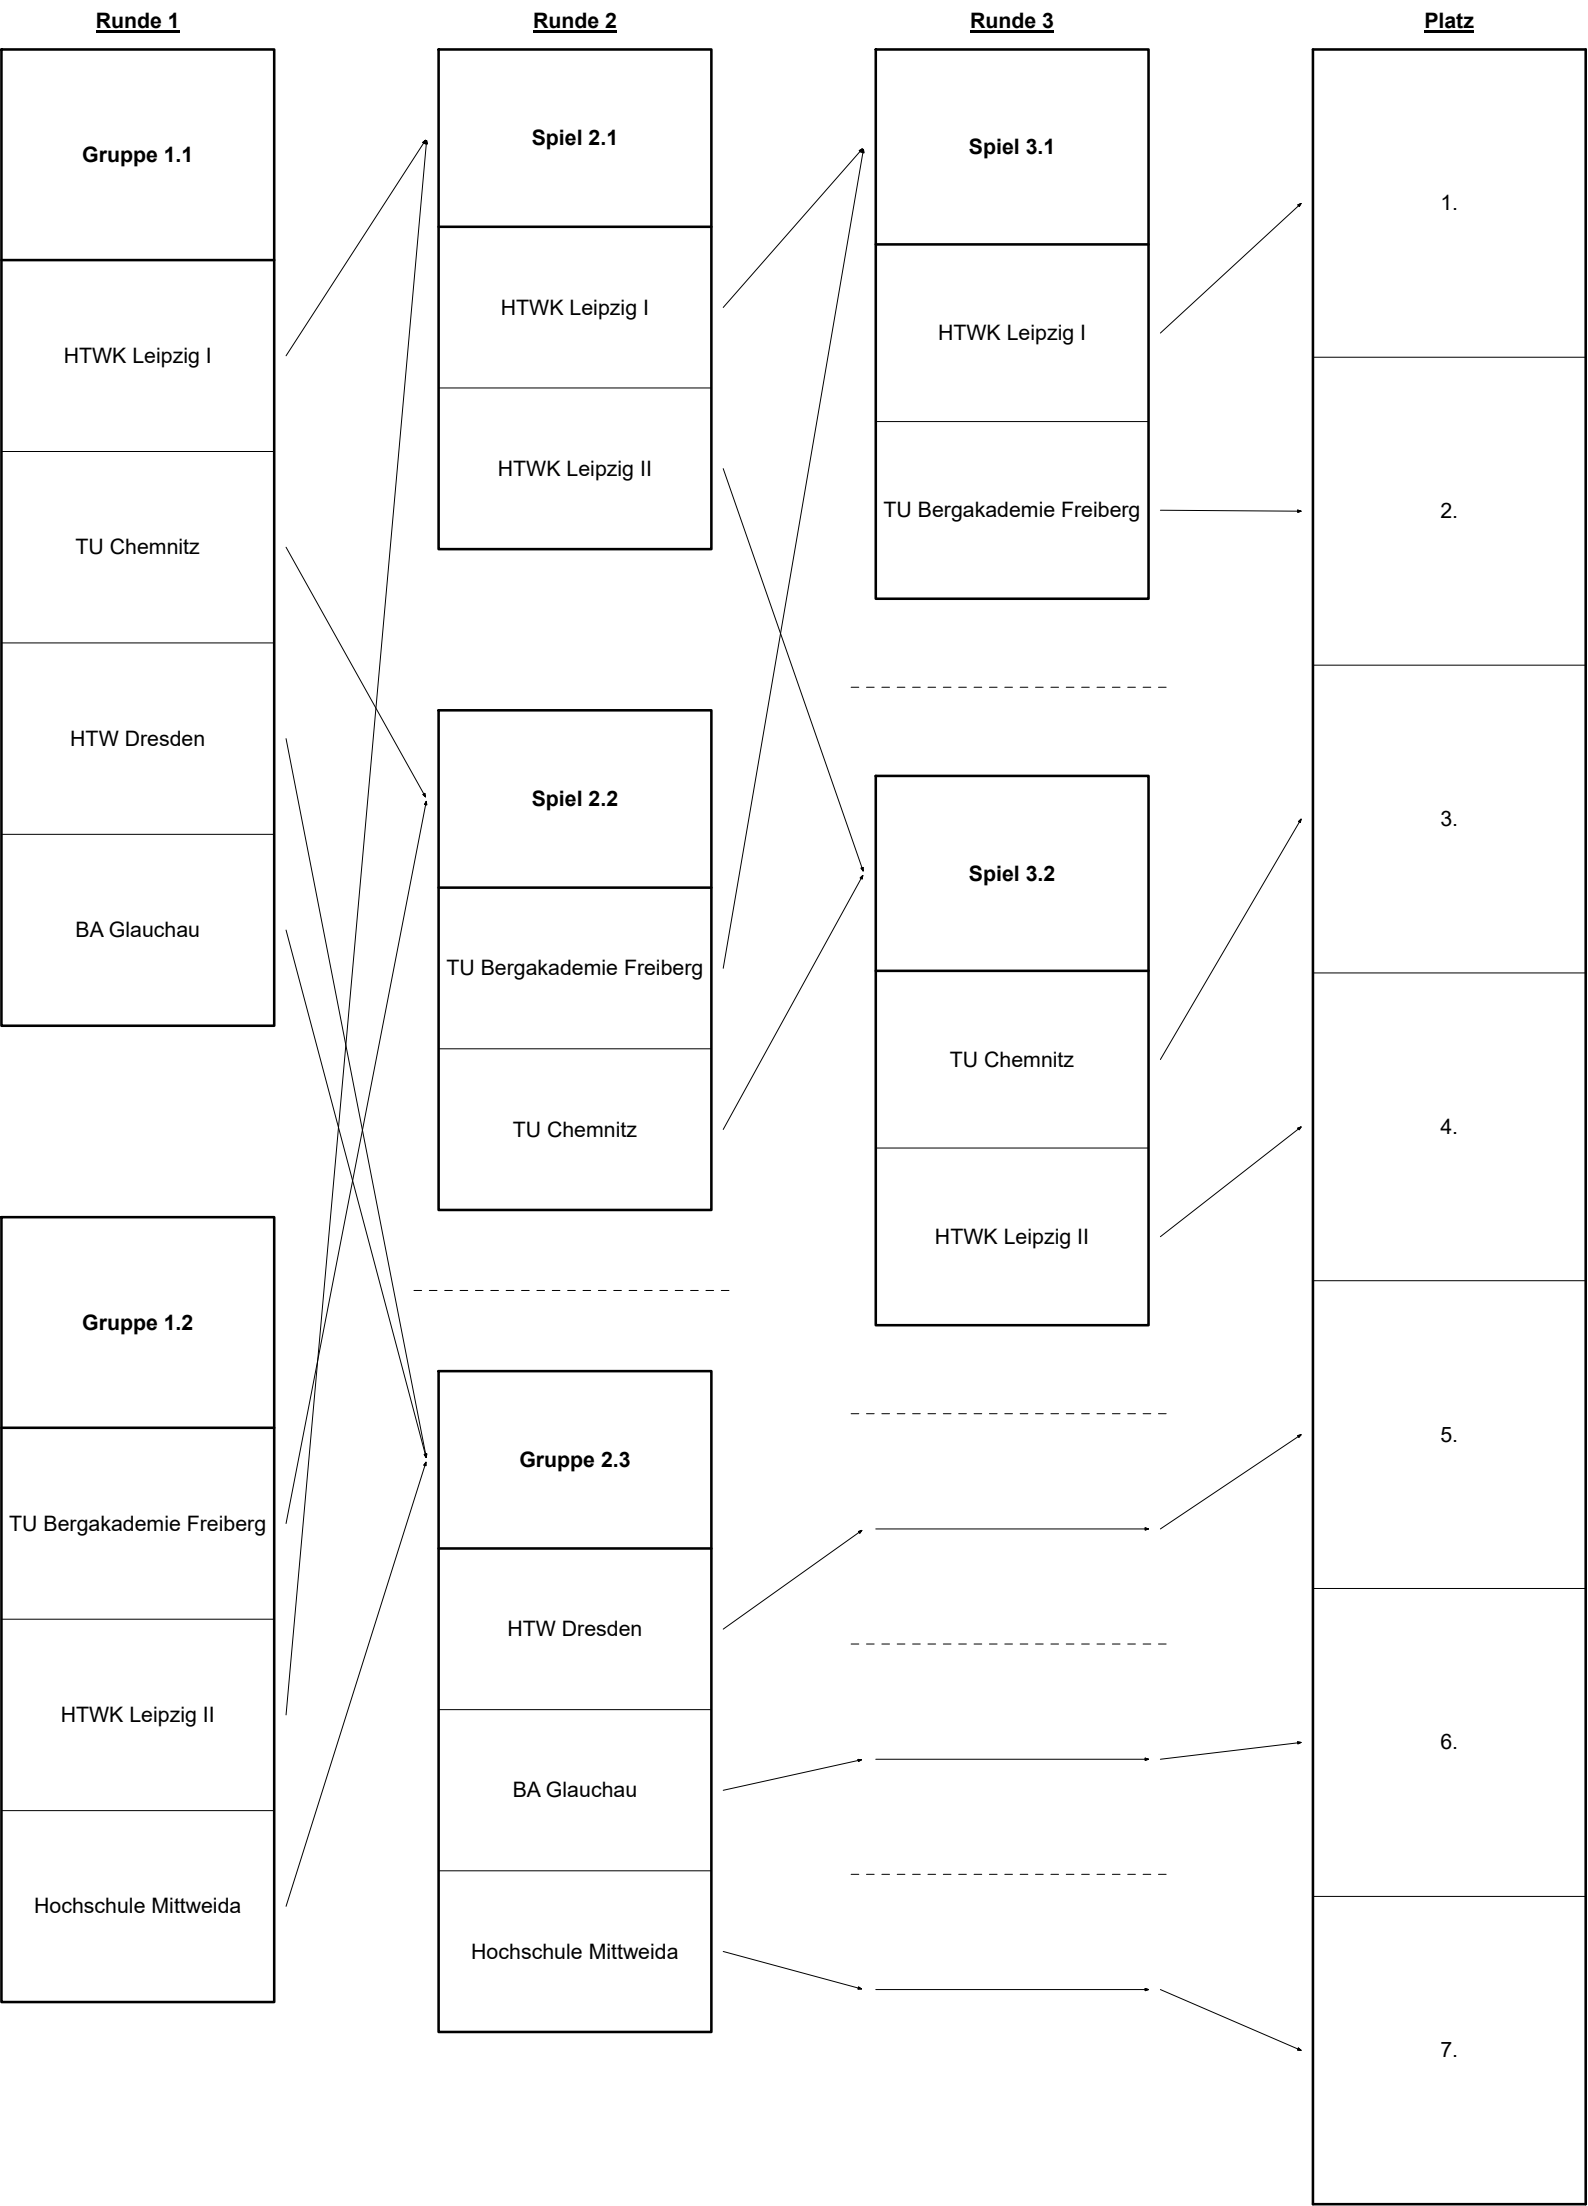 Runde 1
Runde 2
Runde 3
Platz
Gruppe 1.1
HTWK Leipzig I
TU Chemnitz
HTW Dresden
BA Glauchau
Gruppe 1.2
TU Bergakademie Freiberg
HTWK Leipzig II
Hochschule Mittweida
Spiel 2.1
HTWK Leipzig I
HTWK Leipzig II
Spiel 2.2
TU Bergakademie Freiberg
TU Chemnitz
Gruppe 2.3
HTW Dresden
BA Glauchau
Hochschule Mittweida
Spiel 3.1
HTWK Leipzig I
TU Bergakademie Freiberg
Spiel 3.2
TU Chemnitz
HTWK Leipzig II
1.
2.
3.
4.
5.
6.
7.